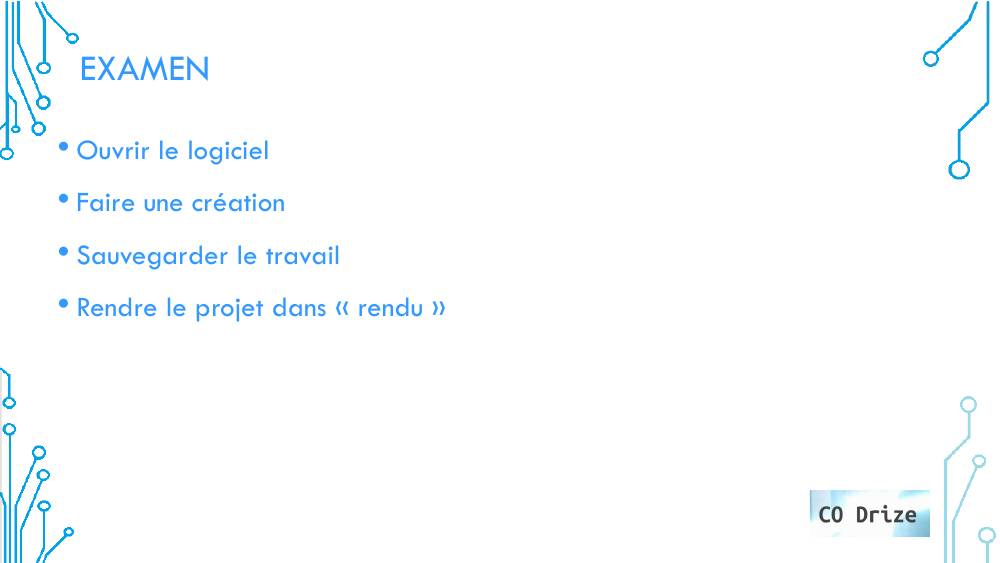 EXAMEN
• Ouvrir le logiciel
• Faire une création
• Sauvegarder le travail
• Rendre le projet dans « rendu »
CO Drize